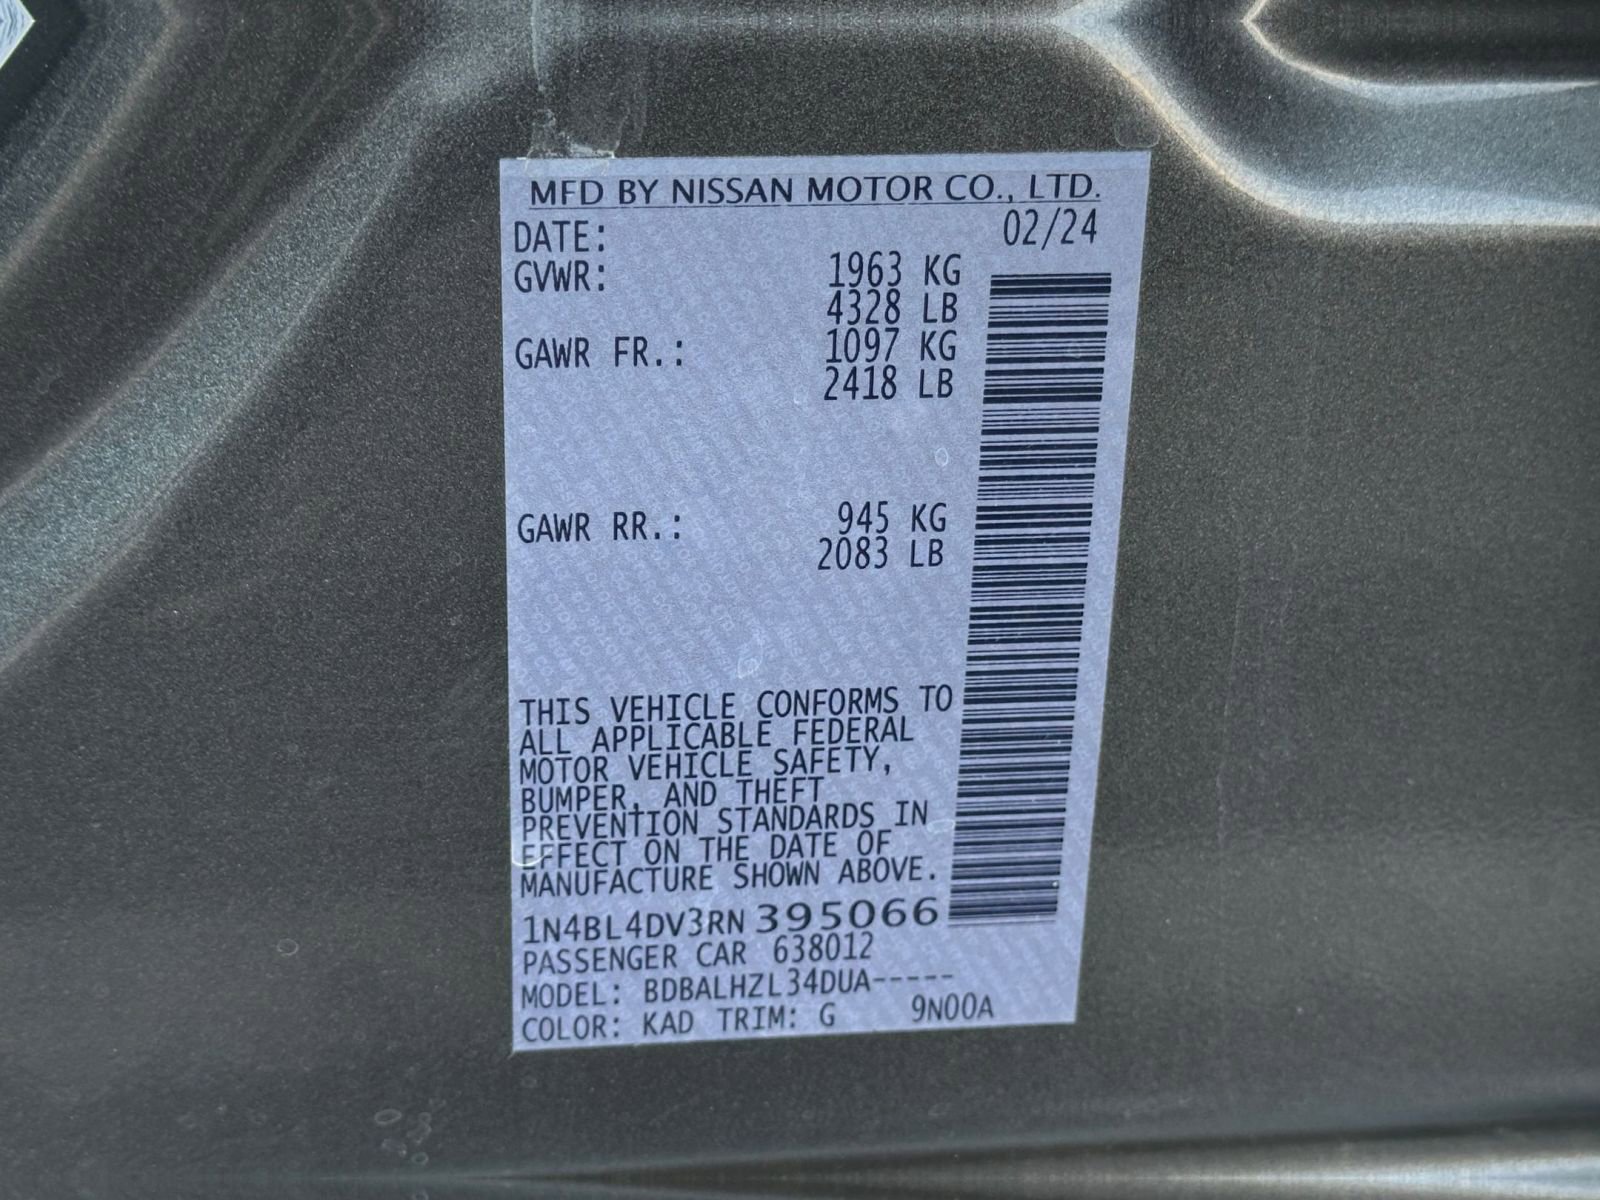 MFD BY NISSAN MOTOR CO., LTD.
DATE: 02/24
GVWR: 1963 KG
4328 LB
GAWR FR.: 1097 KG
2418 LB
GAWR RR.: 945 KG
2083 LB
THIS VEHICLE CONFORMS TO
ALL APPLICABLE FEDERAL
MOTOR VEHICLE SAFETY,
BUMPER, AND THEFT
PREVENTION STANDARDS IN
EFFECT ON THE DATE OF
MANUFACTURE SHOWN ABOVE.
1N4BL4DV3RN395066
PASSENGER CAR 638012
MODEL: BDBALHZL34DUA-----
COLOR: KAD TRIM: G 9N00A